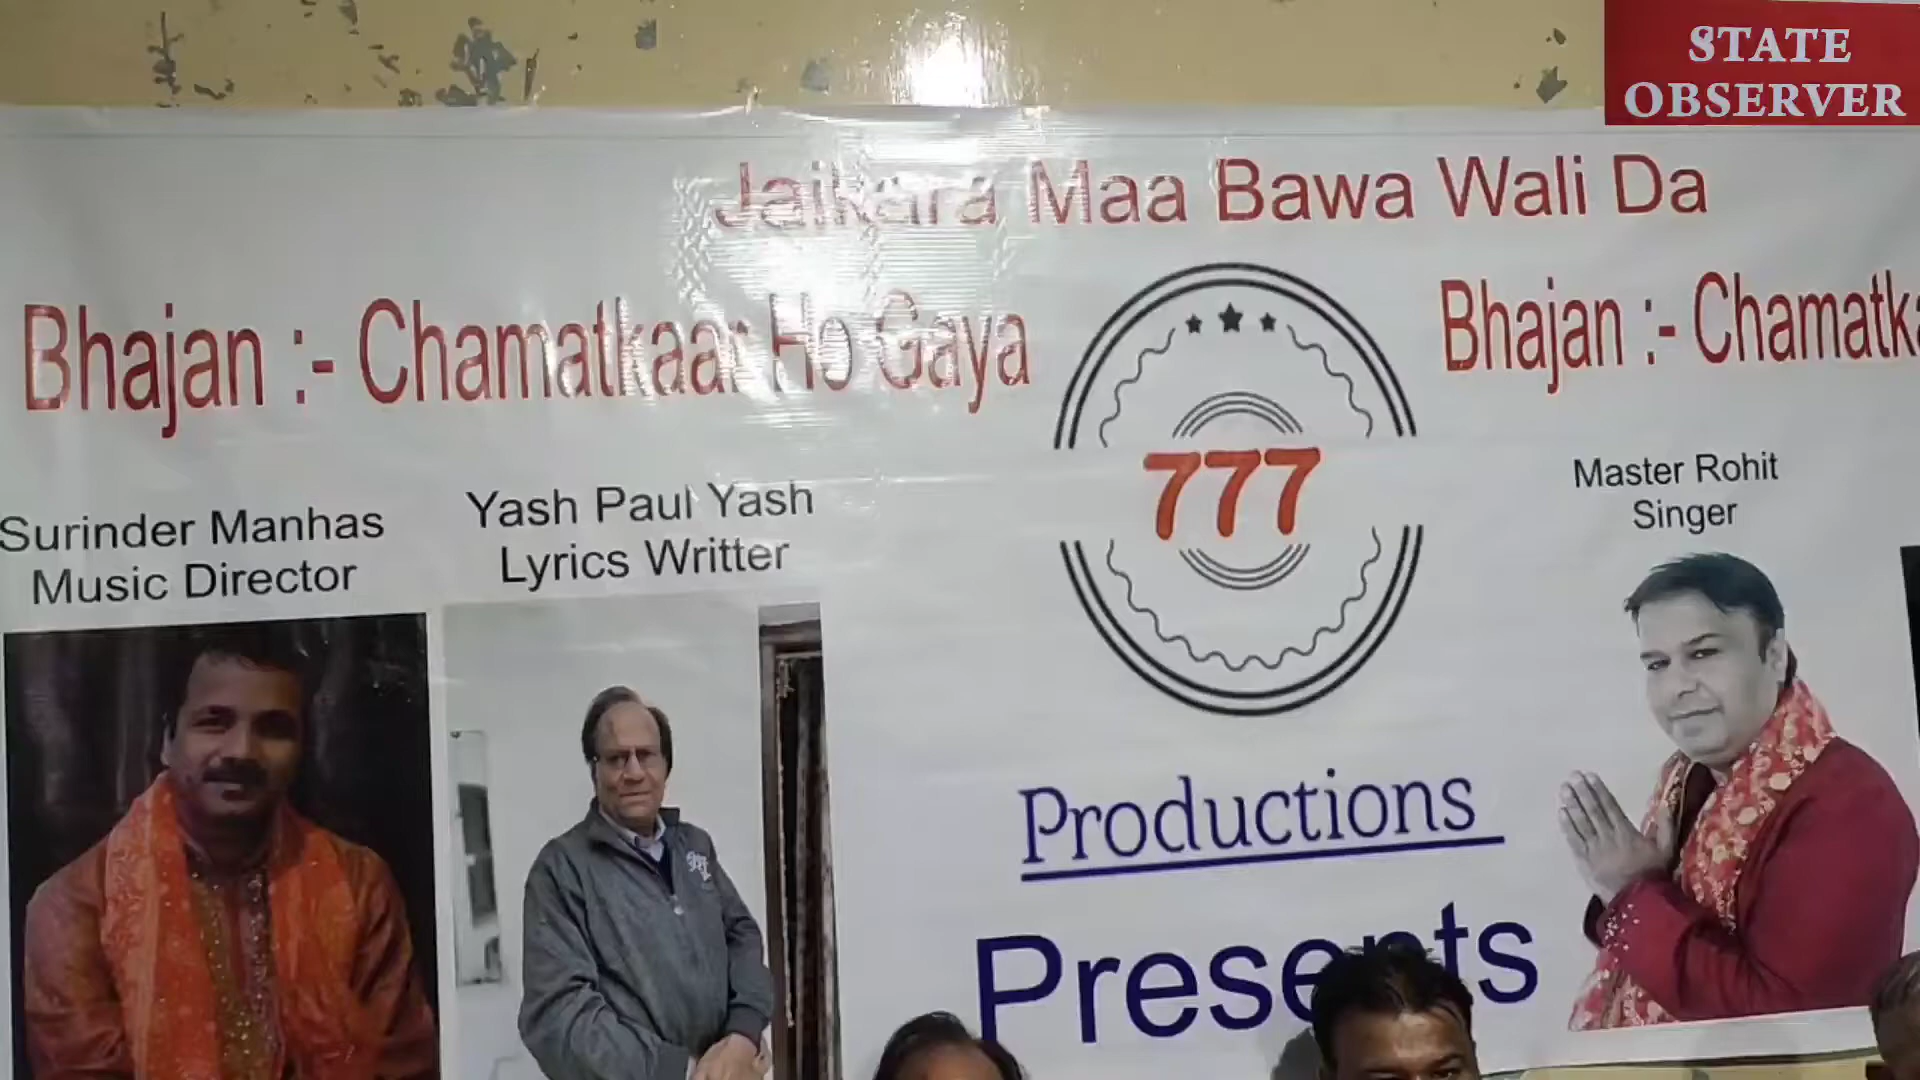 STATE
OBSERVER
Jaikara Maa Bawa Wali Da
Bhajan :- Chamatkaar Ho Gaya
Bhajan :-
777
Surinder Manhas
Music Director
Yash Paul Yash
Lyrics Writter
Master Rohit
Singer
Productions
Presents